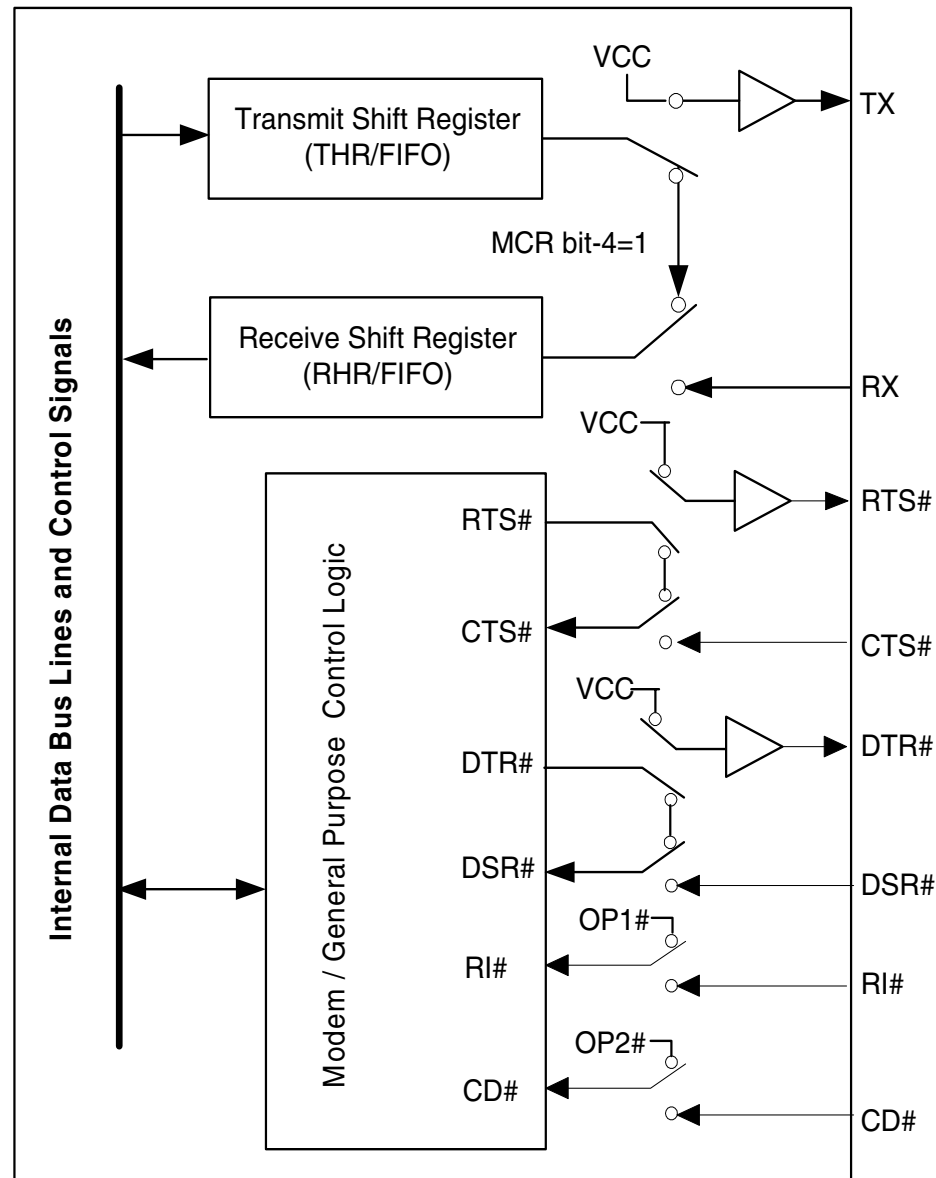 VCC
TX
Transmit Shift Register
(THR/FIFO)
MCR bit-4=1
Receive Shift Register
(RHR/FIFO)
RX
VCC
RTS#
RTS#
CTS#
CTS#
VCC
DTR#
DTR#
DSR#
DSR#
OP1#
RI#
RI#
OP2#
CD#
CD#
Internal Data Bus Lines and Control Signals
Modem / General Purpose Control Logic